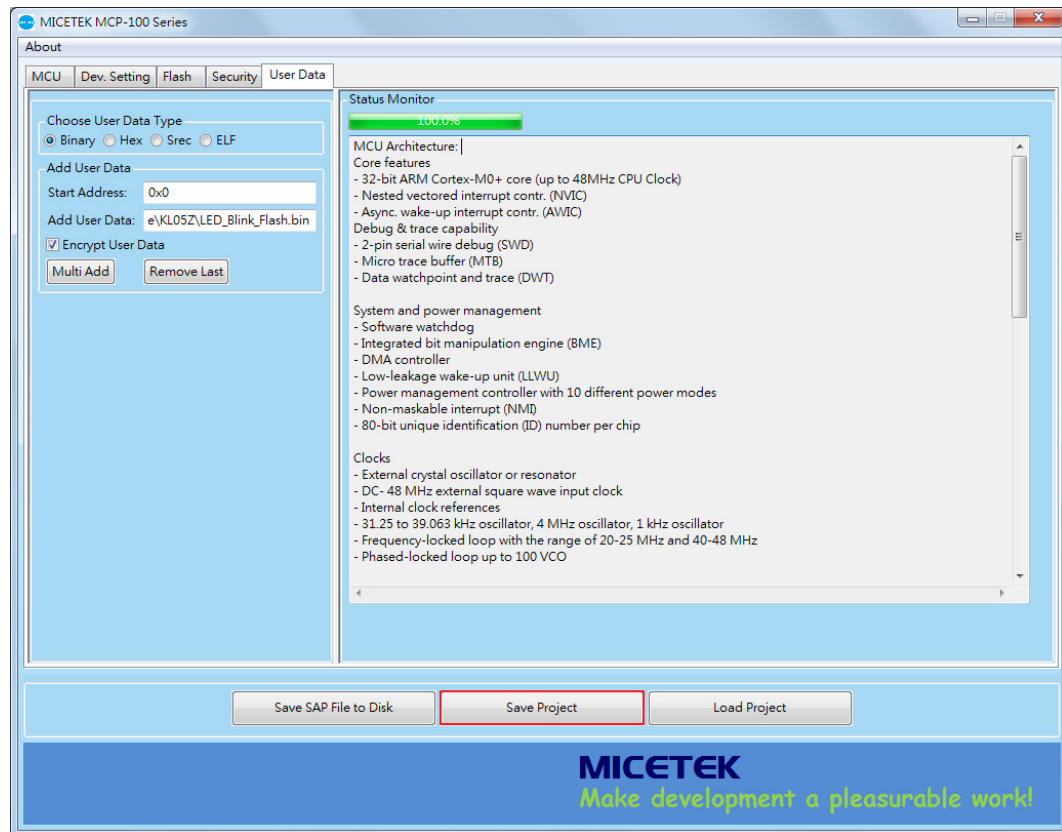 MICETEK MCP-100 Series
About
MCU
Dev. Setting
Flash
Security
User Data
Choose User Data Type
Binary
Hex
Srec
ELF
Add User Data
Start Address:
0x0
Add User Data:
e\KL05Z\LED_Blink_Flash.bin
Encrypt User Data
Multi Add
Remove Last
Status Monitor
100.0%
MCU Architecture:
Core features
- 32-bit ARM Cortex-M0+ core (up to 48MHz CPU Clock)
- Nested vectored interrupt contr. (NVIC)
- Async. wake-up interrupt contr. (AWIC)
Debug & trace capability
- 2-pin serial wire debug (SWD)
- Micro trace buffer (MTB)
- Data watchpoint and trace (DWT)
System and power management
- Software watchdog
- Integrated bit manipulation engine (BME)
- DMA controller
- Low-leakage wake-up unit (LLWU)
- Power management controller with 10 different power modes
- Non-maskable interrupt (NMI)
- 80-bit unique identification (ID) number per chip
Clocks
- External crystal oscillator or resonator
- DC- 48 MHz external square wave input clock
- Internal clock references
- 31.25 to 39.063 kHz oscillator, 4 MHz oscillator, 1 kHz oscillator
- Frequency-locked loop with the range of 20-25 MHz and 40-48 MHz
- Phased-locked loop up to 100 VCO
Save SAP File to Disk
Save Project
Load Project
MICETEK
Make development a pleasurable work!